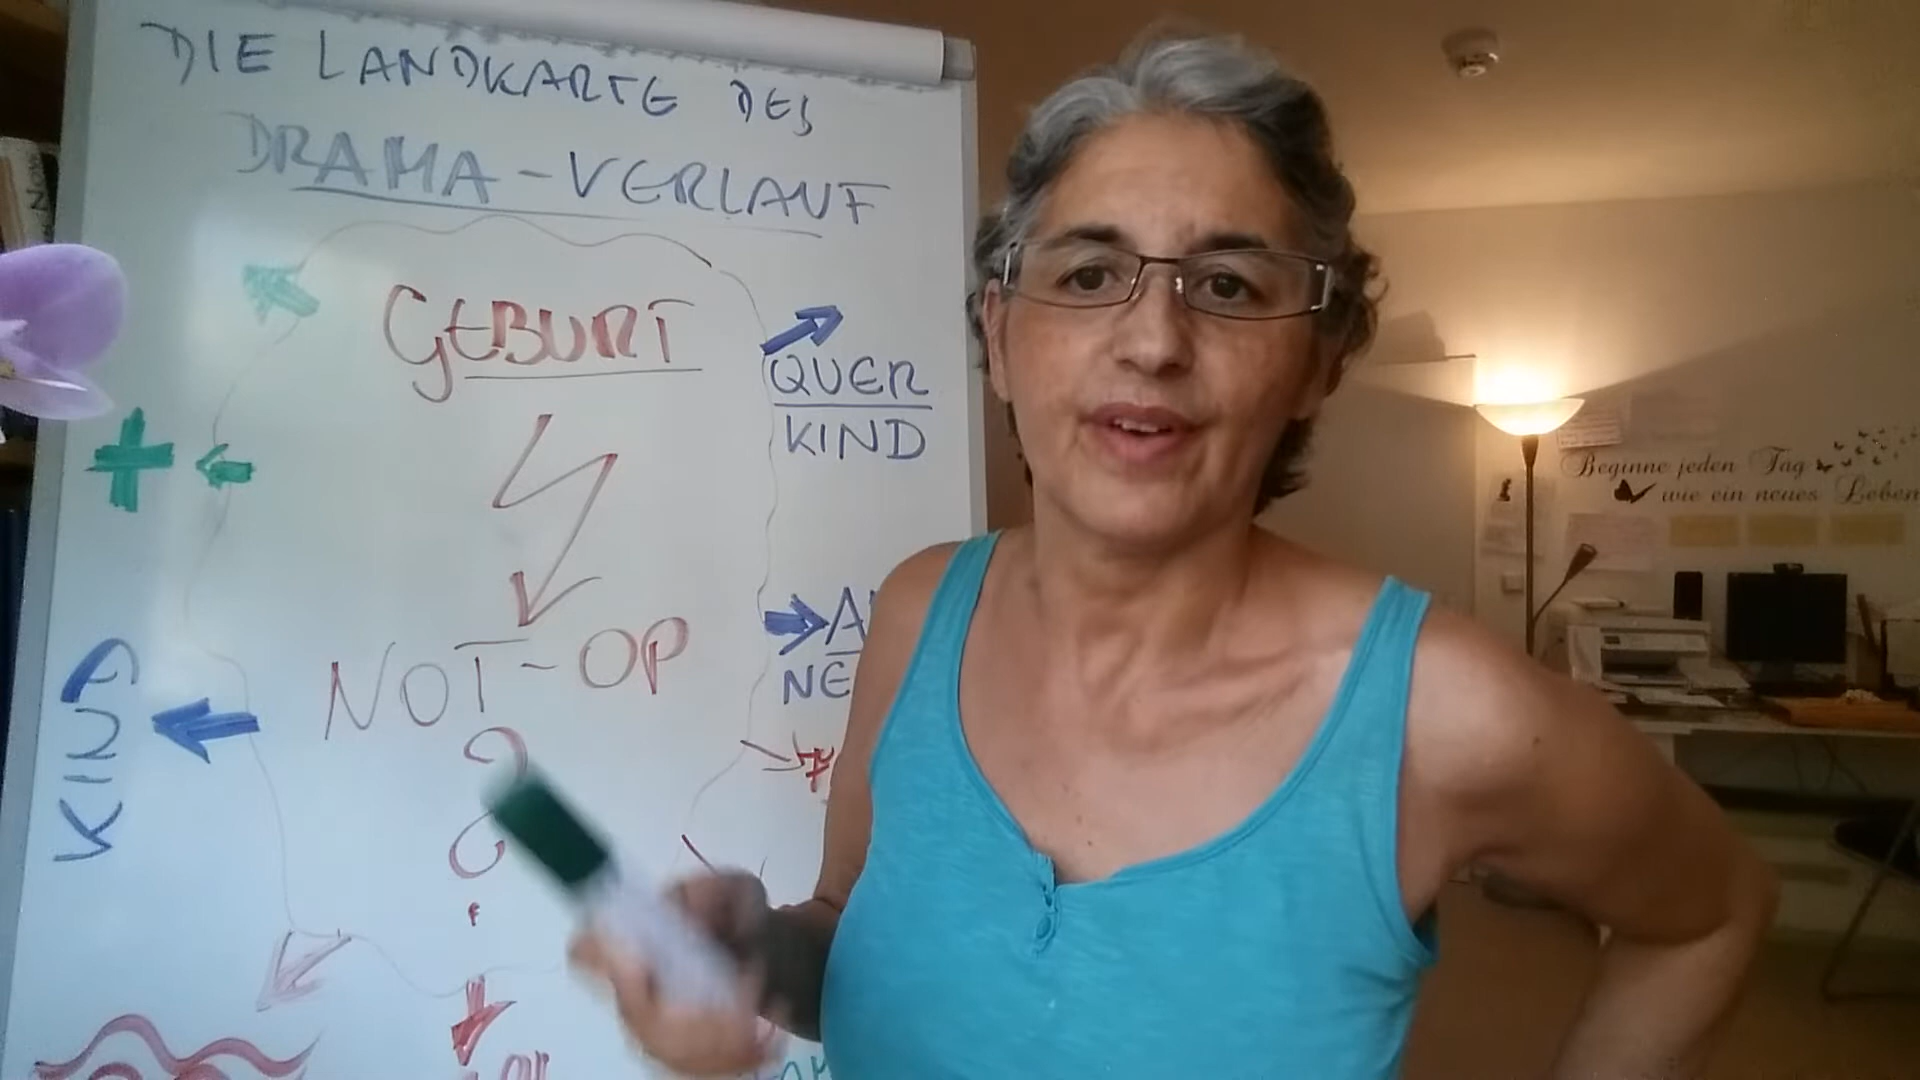 DIE LANDKARTE DES
DRAMA-VERLAUF
GEBURT
QUER
KIND
NOT-OP
KIND
Beginne jeden Tag
wie ein neues Leben